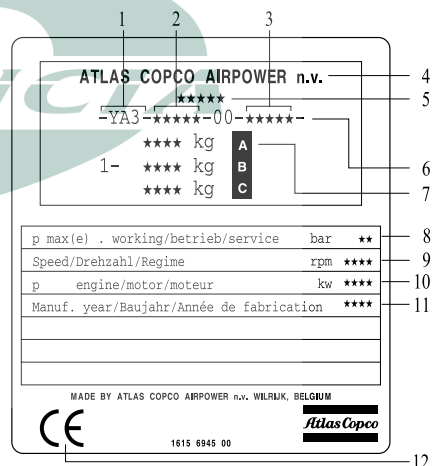 1 2 3
ATLAS COPCO AIRPOWER n.v. 4
★★★★★ 5
-YA3-★★★★★-00-★★★★★- 6
★★★★ kg A 7
1- ★★★★ kg B
★★★★ kg C
p max(e) . working/betrieb/service bar ★★ 8
Speed/Drehzahl/Regime rpm ★★★★ 9
p engine/motor/moteur kw ★★★★ 10
Manuf. year/Baujahr/Année de fabrication ★★★★ 11
MADE BY ATLAS COPCO AIRPOWER n.v. WILRIJK, BELGIUM
CE Atlas Copco
1615 6945 00
12